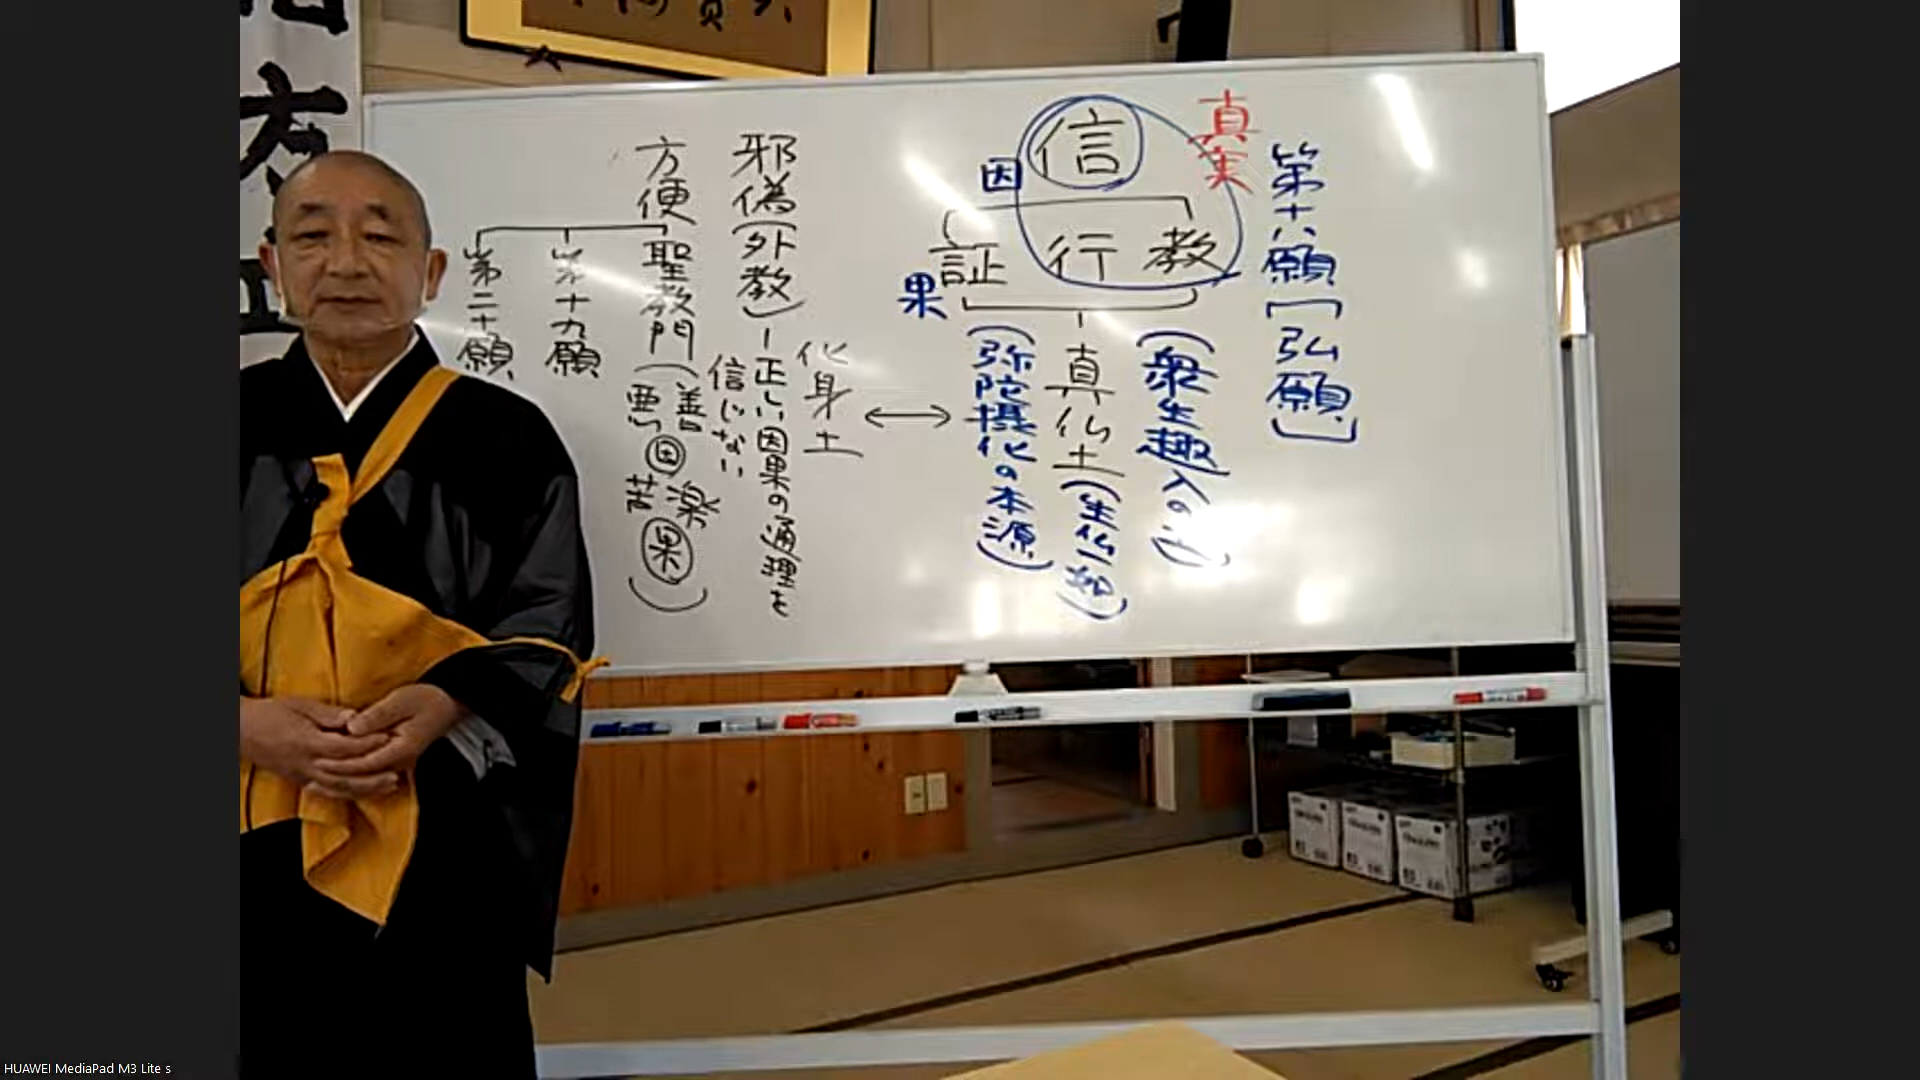 第十八願〔弘願〕
真実
信
因
教
行
証
果
(衆生趣入の
真仏土(生仏一如)
(弥陀摂化の本源)
化身土
邪偽(外教)ー正しい因果の道理を
信じない
方便聖教門(善因楽果
悪 苦 )
第十九願
第二十願
HUAWEI MediaPad M3 Lite s